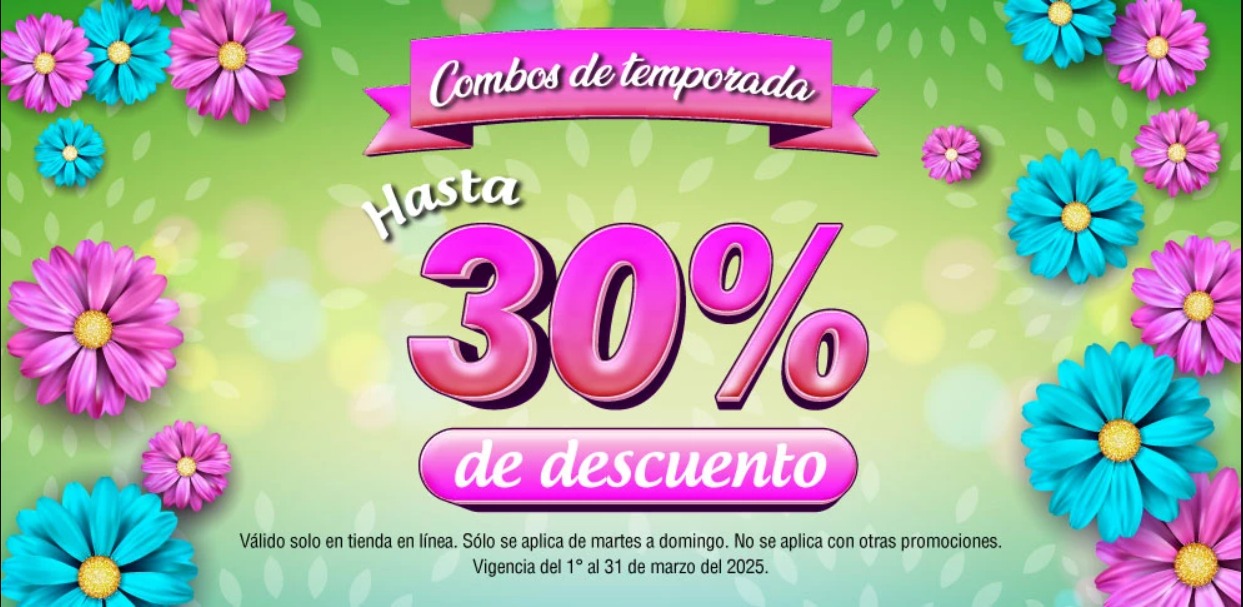 Combos de temporada
Hasta
30%
de descuento
Válido solo en tienda en línea. Sólo se aplica de martes a domingo. No se aplica con otras promociones.
Vigencia del 1° al 31 de marzo del 2025.